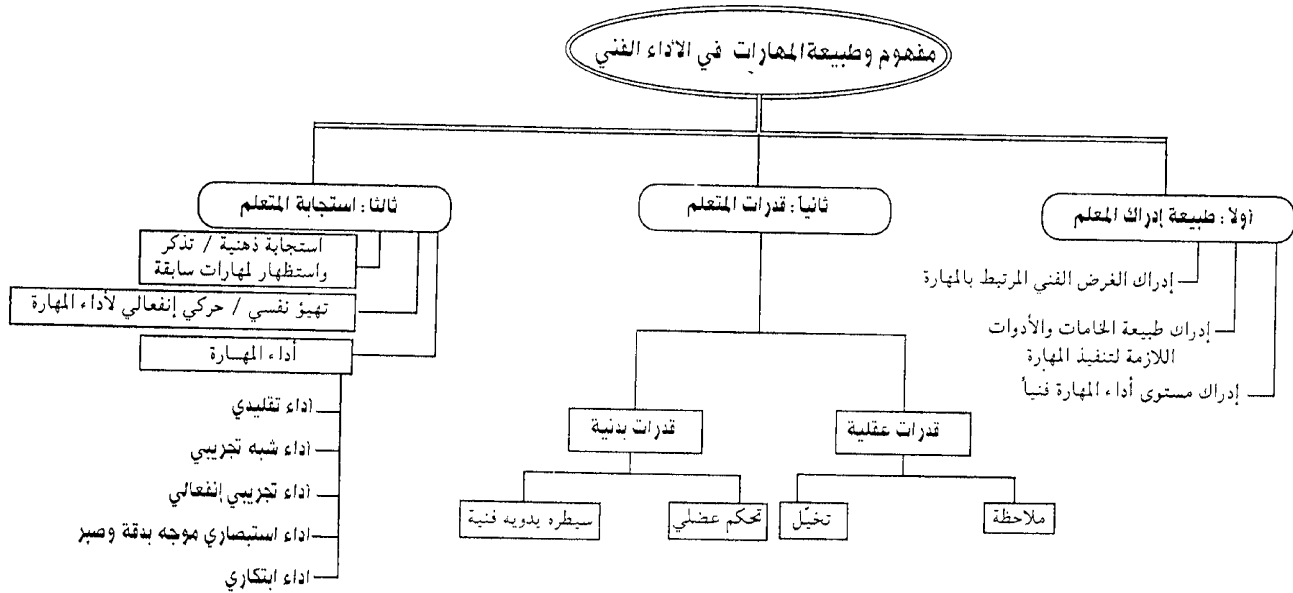 مفهوم وطبيعة المهارات في الأداء الفني
أولاً : طبيعة إدراك المعلم
إدراك الغرض الفني المرتبط بالمهارة
إدراك طبيعة الخامات والأدوات
اللازمة لتنفيذ المهارة
إدراك مستوى أداء المهارة فنياً
ثانياً : قدرات المتعلم
قدرات عقلية
ملاحظة
تخيّل
قدرات بدنية
تحكم عضلي
سيطره يدويه فنية
ثالثا : استجابة المتعلم
استجابة ذهنية / تذكر
واستظهار لمهارات سابقة
تهيؤ نفسي / حركي إنفعالي لأداء المهارة
أداء المهارة
اداء تقليدي
اداء شبه تجريبي
اداء تجريبي إنفعالي
اداء استبصاري موجه بدقة وصبر
اداء ابتكاري